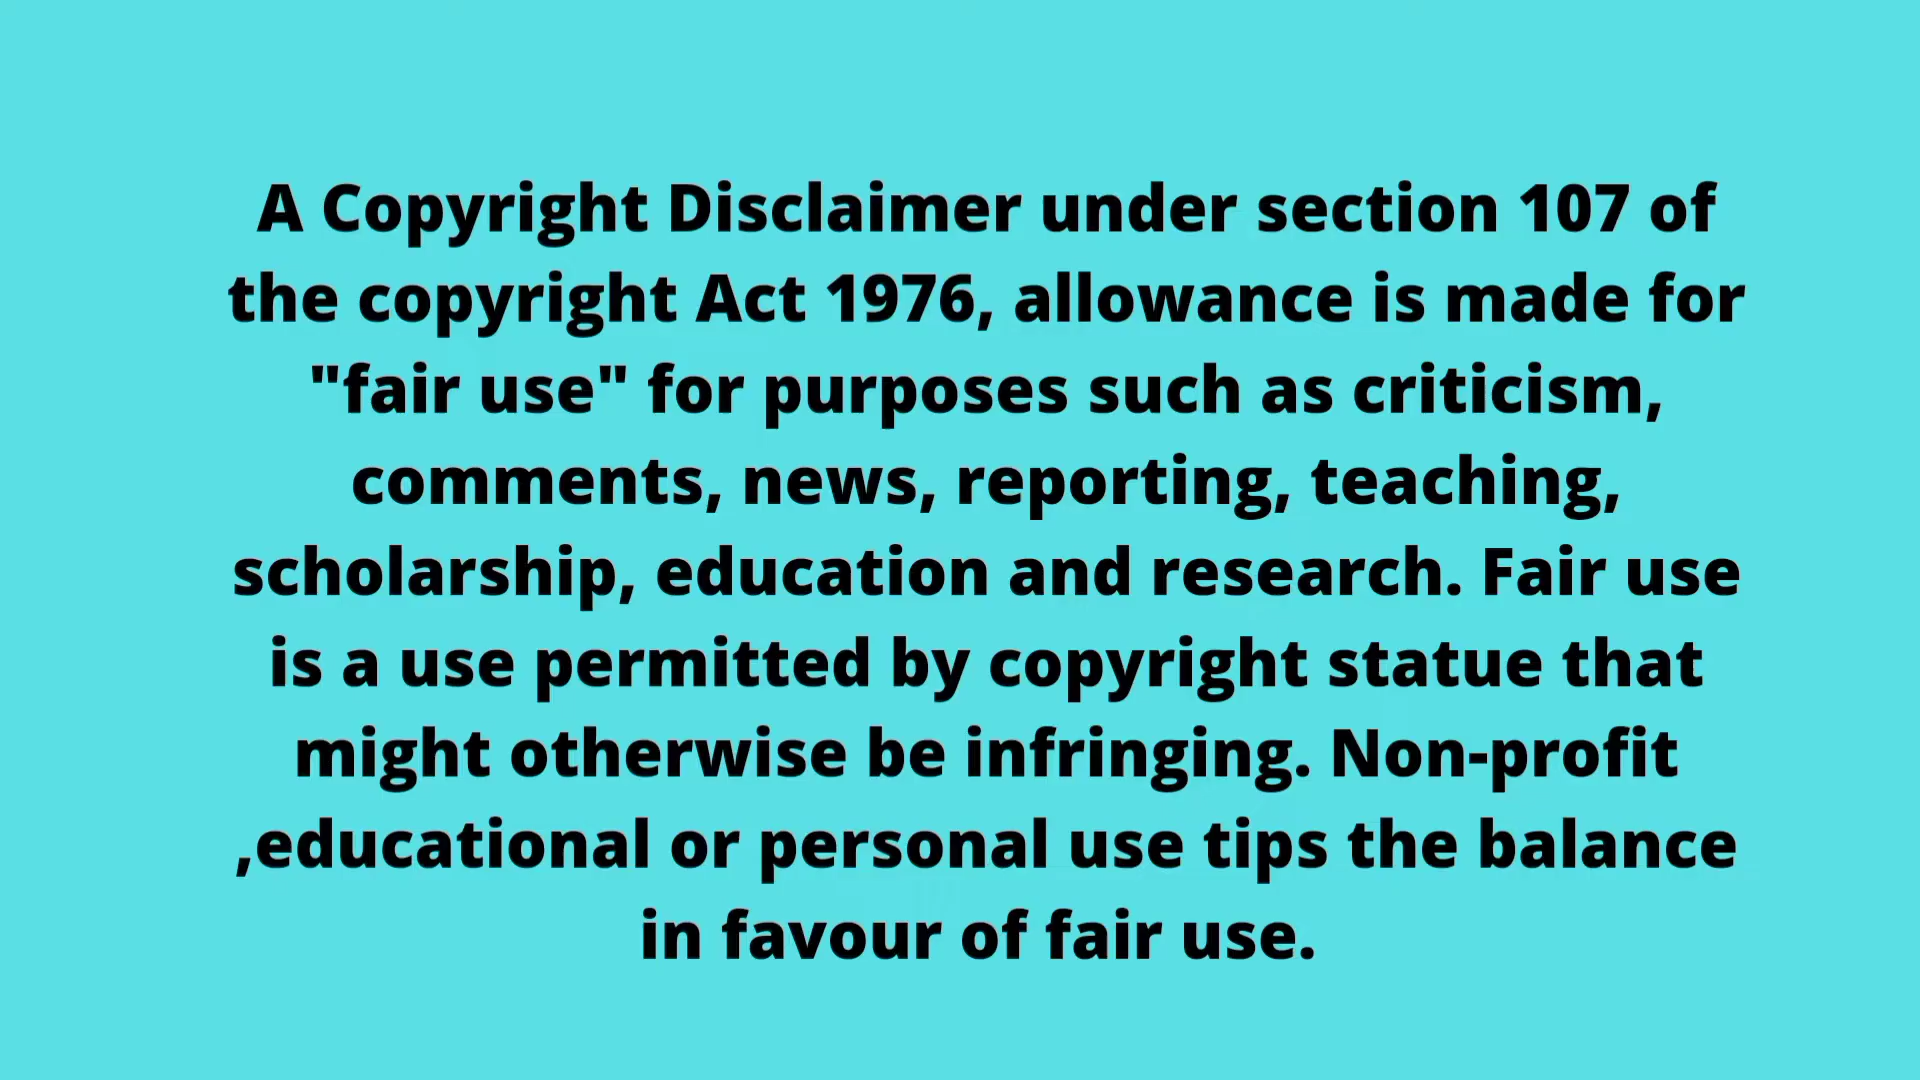 A Copyright Disclaimer under section 107 of
the copyright Act 1976, allowance is made for
"fair use" for purposes such as criticism,
comments, news, reporting, teaching,
scholarship, education and research. Fair use
is a use permitted by copyright statue that
might otherwise be infringing. Non-profit
,educational or personal use tips the balance
in favour of fair use.